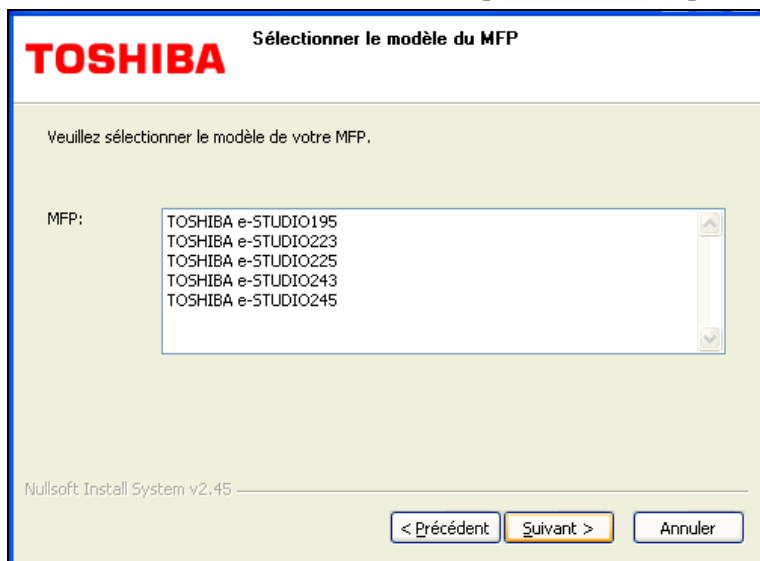 TOSHIBA
Sélectionner le modèle du MFP
Veuillez sélectionner le modèle de votre MFP.
MFP:
TOSHIBA e-STUDIO195
TOSHIBA e-STUDIO223
TOSHIBA e-STUDIO225
TOSHIBA e-STUDIO243
TOSHIBA e-STUDIO245
Nullsoft Install System v2.45
< Précédent
Suivant >
Annuler